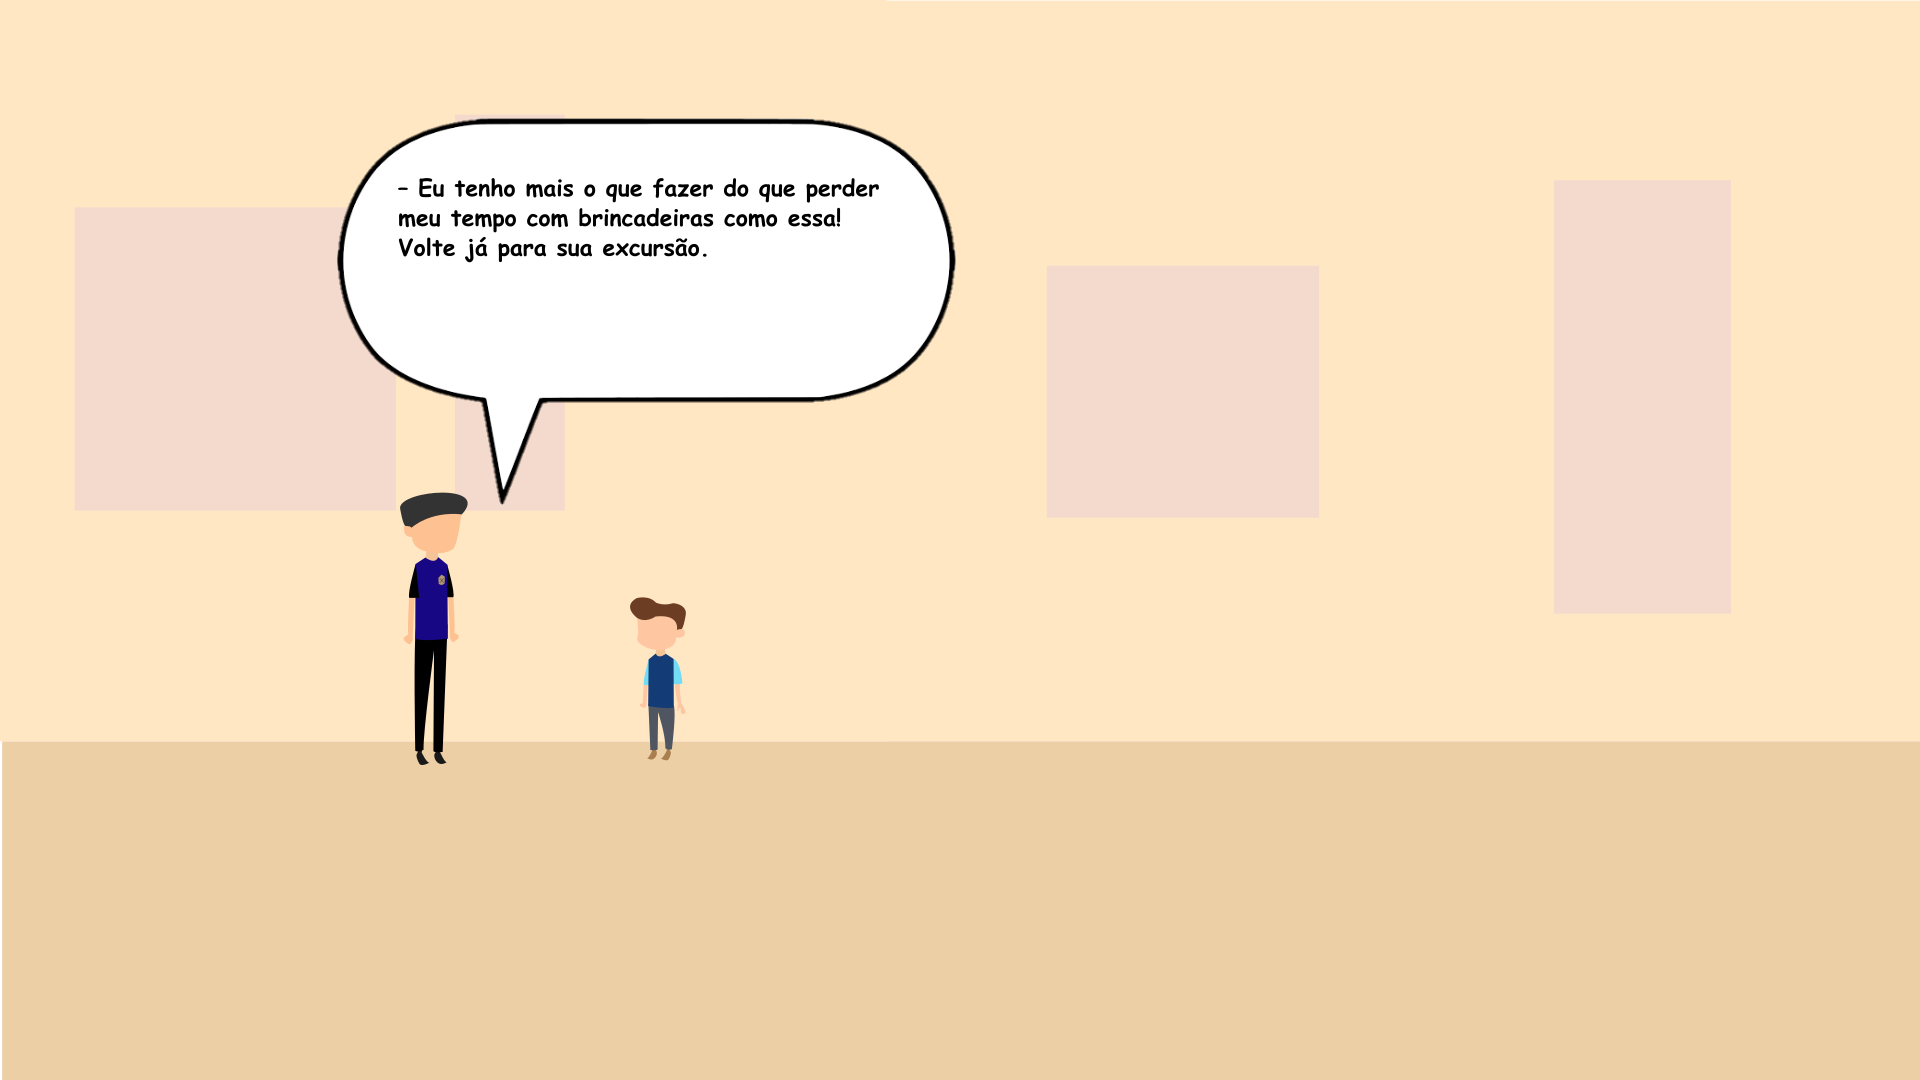 – Eu tenho mais o que fazer do que perder
meu tempo com brincadeiras como essa!
Volte já para sua excursão.